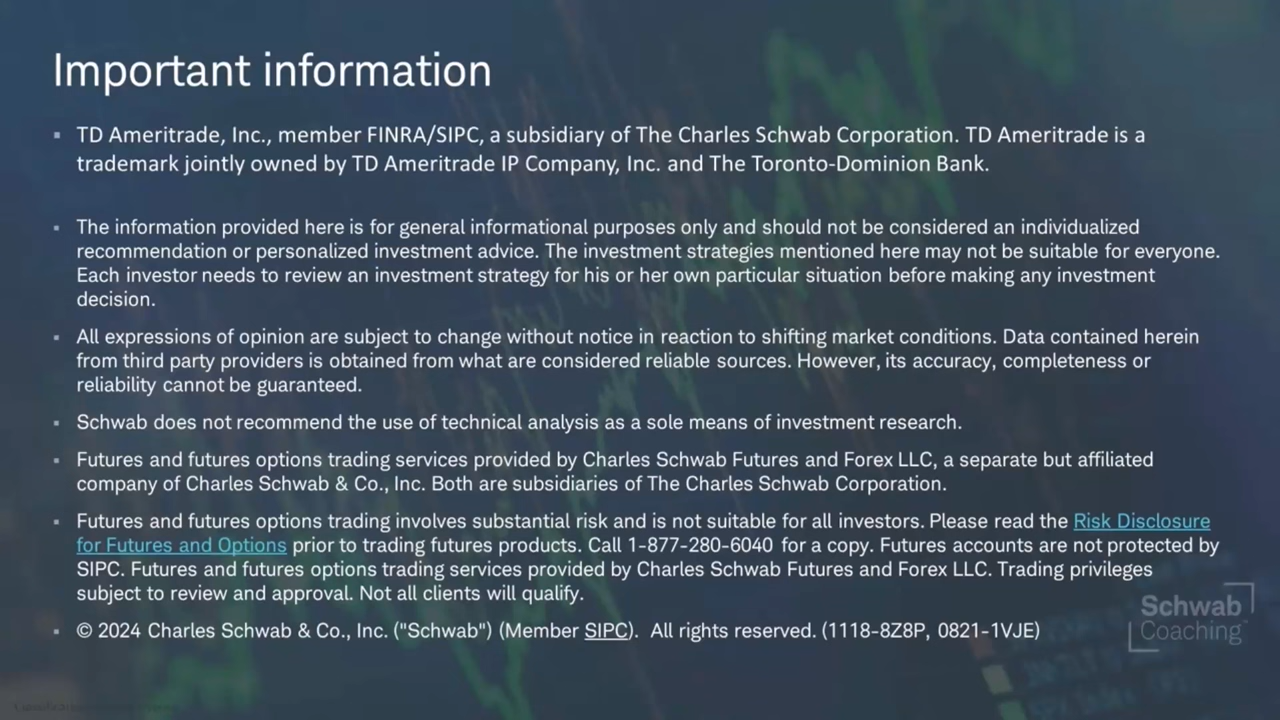 Important information
▪ TD Ameritrade, Inc., member FINRA/SIPC, a subsidiary of The Charles Schwab Corporation. TD Ameritrade is a
trademark jointly owned by TD Ameritrade IP Company, Inc. and The Toronto-Dominion Bank.
▪ The information provided here is for general informational purposes only and should not be considered an individualized
recommendation or personalized investment advice. The investment strategies mentioned here may not be suitable for everyone.
Each investor needs to review an investment strategy for his or her own particular situation before making any investment
decision.
▪ All expressions of opinion are subject to change without notice in reaction to shifting market conditions. Data contained herein
from third party providers is obtained from what are considered reliable sources. However, its accuracy, completeness or
reliability cannot be guaranteed.
▪ Schwab does not recommend the use of technical analysis as a sole means of investment research.
▪ Futures and futures options trading services provided by Charles Schwab Futures and Forex LLC, a separate but affiliated
company of Charles Schwab & Co., Inc. Both are subsidiaries of The Charles Schwab Corporation.
▪ Futures and futures options trading involves substantial risk and is not suitable for all investors. Please read the Risk Disclosure
for Futures and Options prior to trading futures products. Call 1-877-280-6040 for a copy. Futures accounts are not protected by
SIPC. Futures and futures options trading services provided by Charles Schwab Futures and Forex LLC. Trading privileges
subject to review and approval. Not all clients will qualify.
▪ © 2024 Charles Schwab & Co., Inc. ("Schwab") (Member SIPC). All rights reserved. (1118-8Z8P, 0821-1VJE)
Schwab
Coaching™